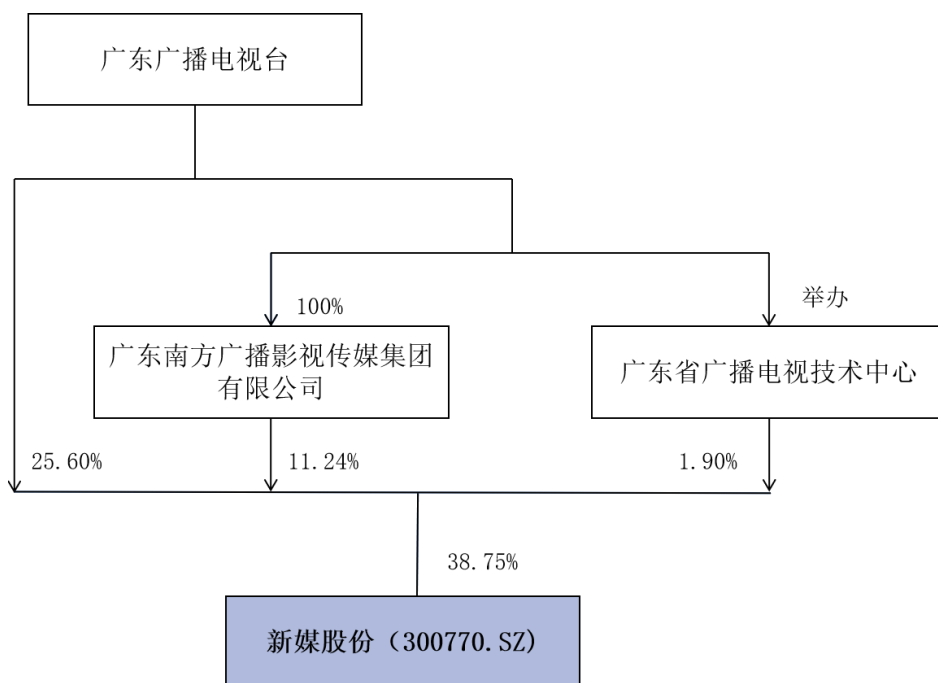 广东广播电视台
100%
举办
广东南方广播影视传媒集团
有限公司
广东省广播电视技术中心
25.60%
11.24%
1.90%
38.75%
新媒股份（300770.SZ）